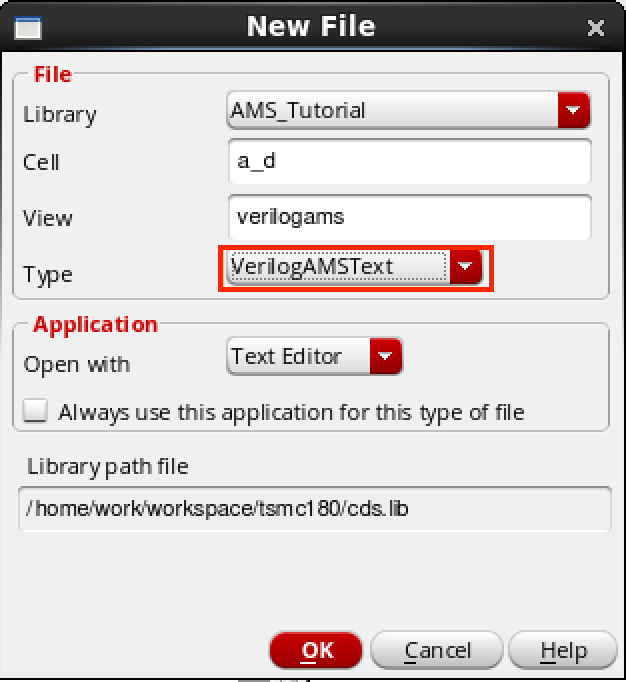 New File
File
Library AMS_Tutorial
Cell a_d
View verilogams
Type VerilogAMSText
Application
Open with Text Editor
Always use this application for this type of file
Library path file
/home/work/workspace/tsmc180/cds.lib
OK Cancel Help